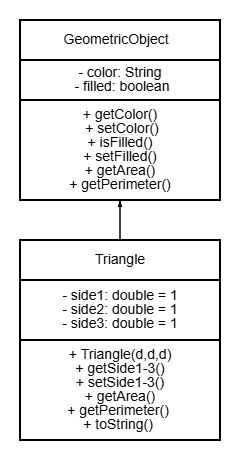 GeometricObject
- color: String
- filled: boolean
+ getColor()
+ setColor()
+ isFilled()
+ setFilled()
+ getArea()
+ getPerimeter()
Triangle
- side1: double = 1
- side2: double = 1
- side3: double = 1
+ Triangle(d,d,d)
+ getSide1-3()
+ setSide1-3()
+ getArea()
+ getPerimeter()
+ toString()